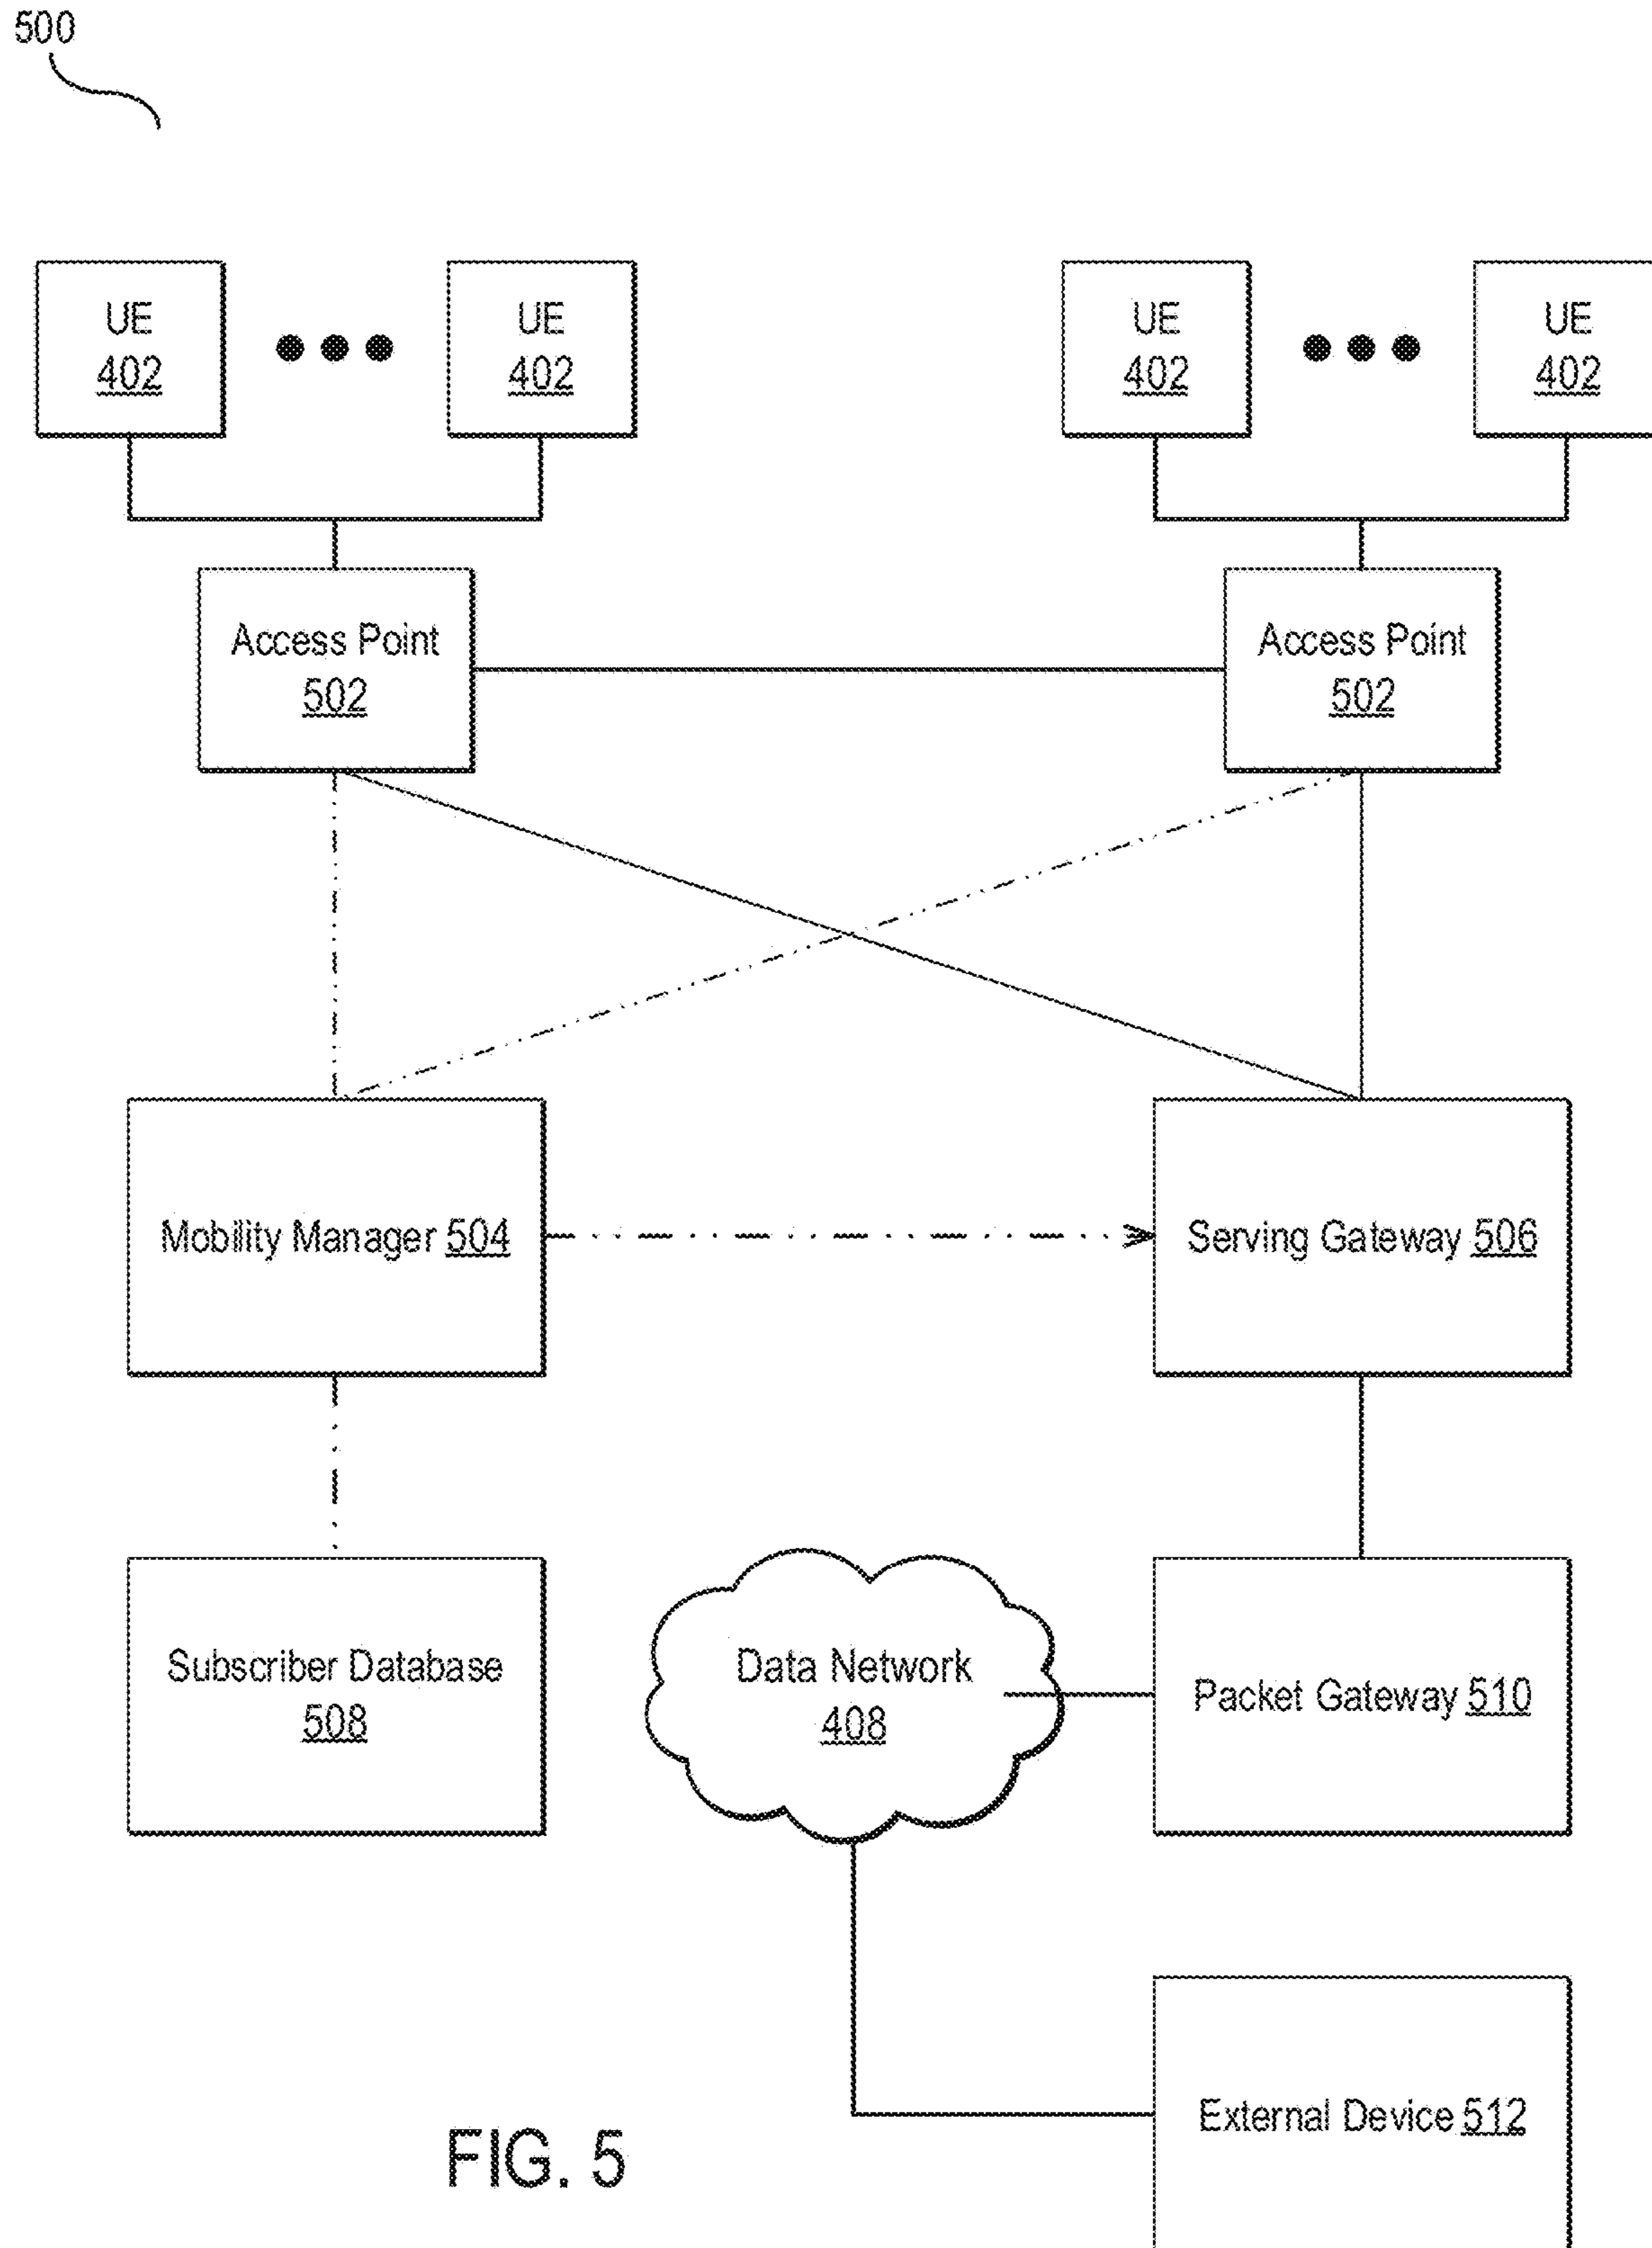 500
UE
402
UE
402
UE
402
UE
402
Access Point
502
Access Point
502
Mobility Manager 504
Serving Gateway 506
Subscriber Database
508
Data Network
408
Packet Gateway 510
External Device 512
FIG. 5